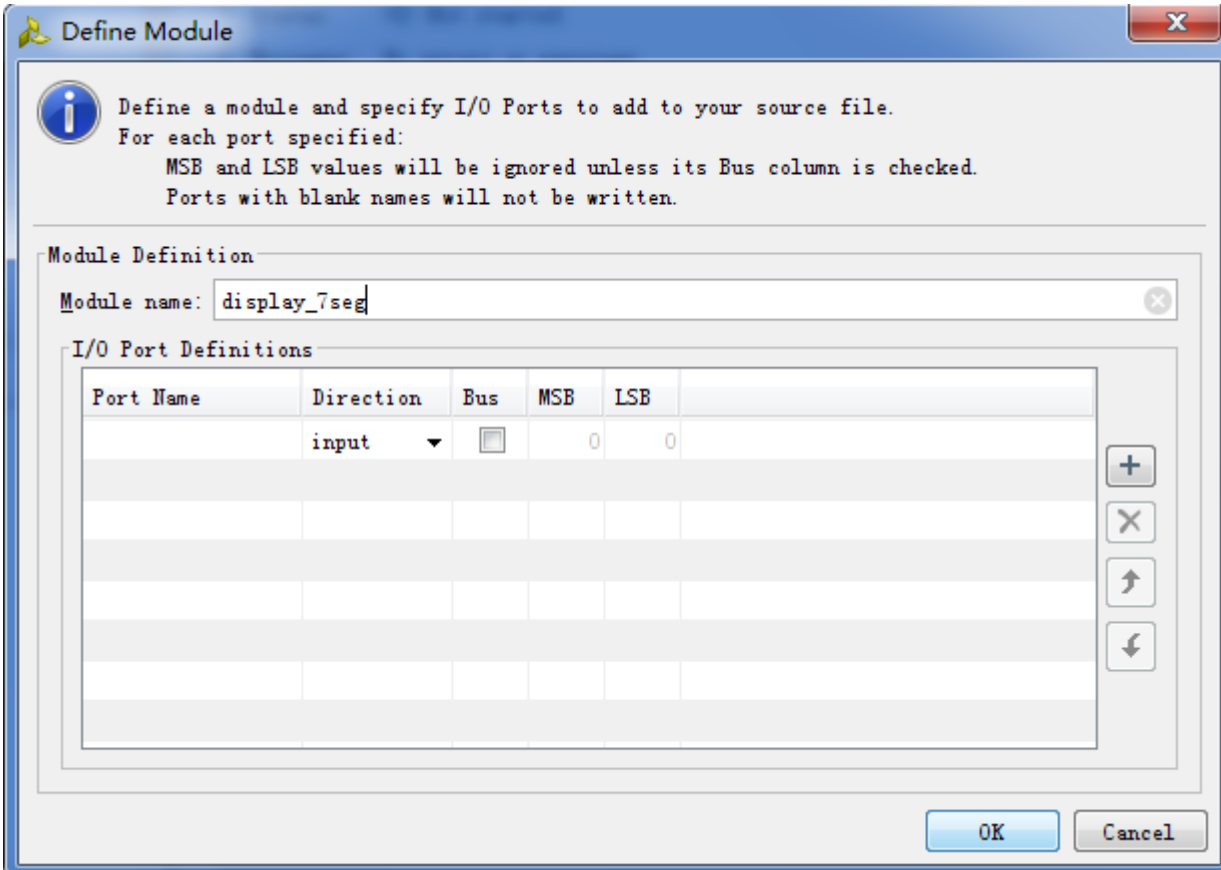 Define Module
Define a module and specify I/O Ports to add to your source file.
For each port specified:
MSB and LSB values will be ignored unless its Bus column is checked.
Ports with blank names will not be written.
Module Definition
Module name: display_7seg
I/O Port Definitions
Port Name Direction Bus MSB LSB
input 0 0
OK Cancel